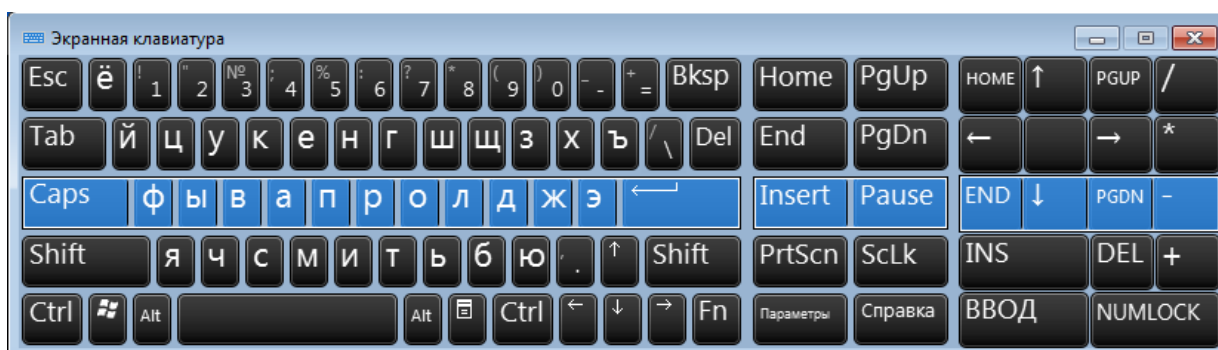 Экранная клавиатура
Esc ё ! 1 " 2 № 3 ; 4 % 5 : 6 ? 7 * 8 ( 9 ) 0 - - + = Bksp Home PgUp HOME ↑ PGUP /
Tab й ц у к е н г ш щ з х ъ / \ Del End PgDn ← → *
Caps ф ы в а п р о л д ж э Insert Pause END ↓ PGDN -
Shift я ч с м и т ь б ю , . ↑ Shift PrtScn ScLk INS DEL +
Ctrl Alt Alt Ctrl ← ↓ → Fn Параметры Справка ВВОД NUMLOCK